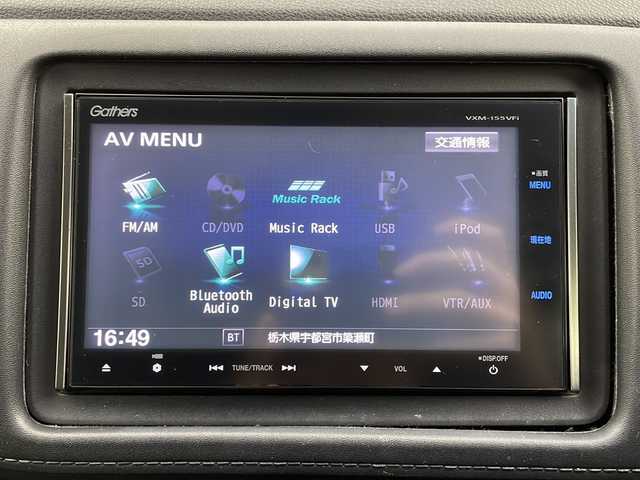 Gathers
VXM-155VFi
AV MENU
交通情報
画質
MENU
FM/AM
CD/DVD
Music Rack
Music Rack
USB
iPod
現在地
SD
SD
Bluetooth
Audio
Digital TV
HDMI
VTR/AUX
AUDIO
16:49
BT
栃木県宇都宮市簗瀬町
DISP.OFF
TUNE/TRACK
VOL